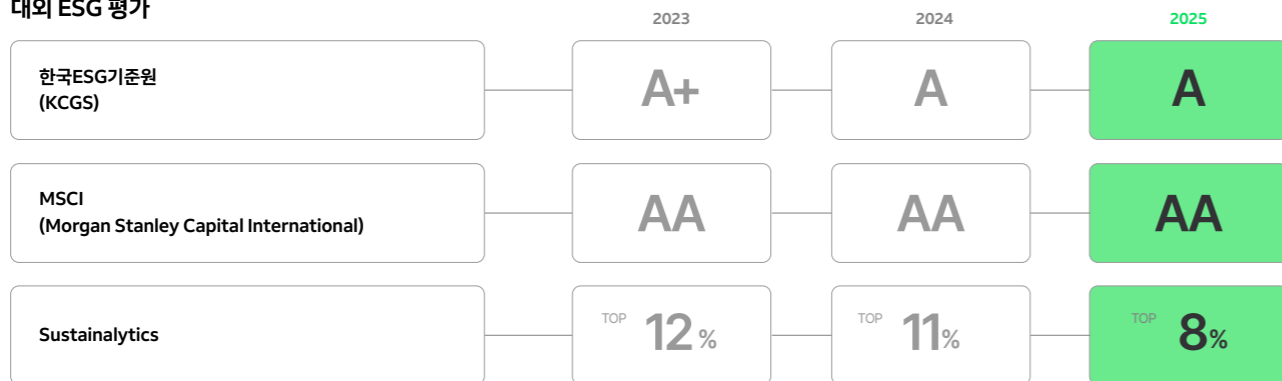 대외 ESG 평가
2023 2024 2025
한국ESG기준원
(KCGS)
A+ A A
MSCI
(Morgan Stanley Capital International)
AA AA AA
Sustainalytics
TOP 12% TOP 11% TOP 8%